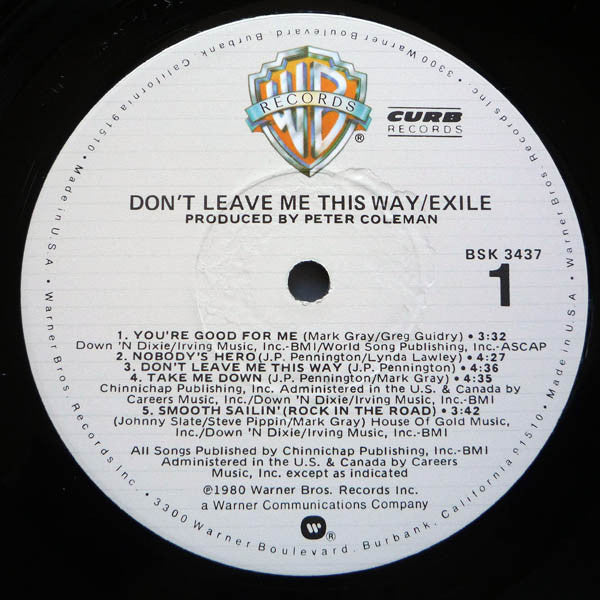 WB
RECORDS
®
CURB
RECORDS
DON'T LEAVE ME THIS WAY/EXILE
PRODUCED BY PETER COLEMAN
BSK 3437
1
1. YOU'RE GOOD FOR ME (Mark Gray/Greg Guidry) • 3:32
Down 'N Dixie/Irving Music, Inc.-BMI/World Song Publishing, Inc.-ASCAP
2. NOBODY'S HERO (J.P. Pennington/Lynda Lawley) • 4:27
3. DON'T LEAVE ME THIS WAY (J.P. Pennington) • 4:36
4. TAKE ME DOWN (J.P. Pennington/Mark Gray) • 4:35
Chinnichap Publishing, Inc. Administered in the U.S. & Canada by
Careers Music, Inc./Down 'N Dixie/Irving Music, Inc.-BMI
5. SMOOTH SAILIN' (ROCK IN THE ROAD) • 3:42
(Johnny Slate/Steve Pippin/Mark Gray) House Of Gold Music,
Inc./Down 'N Dixie/Irving Music, Inc.-BMI
All Songs Published by Chinnichap Publishing, Inc.-BMI
Administered in the U.S. & Canada by Careers
Music, Inc. except as indicated
℗1980 Warner Bros. Records Inc.
a Warner Communications Company
®
Warner Bros. Records Inc. • 3300 Warner Boulevard, Burbank, California 91510 • Made in U.S.A. •
Warner Bros. Records Inc. • 3300 Warner Boulevard, Burbank, California 91510 • Made in U.S.A. •